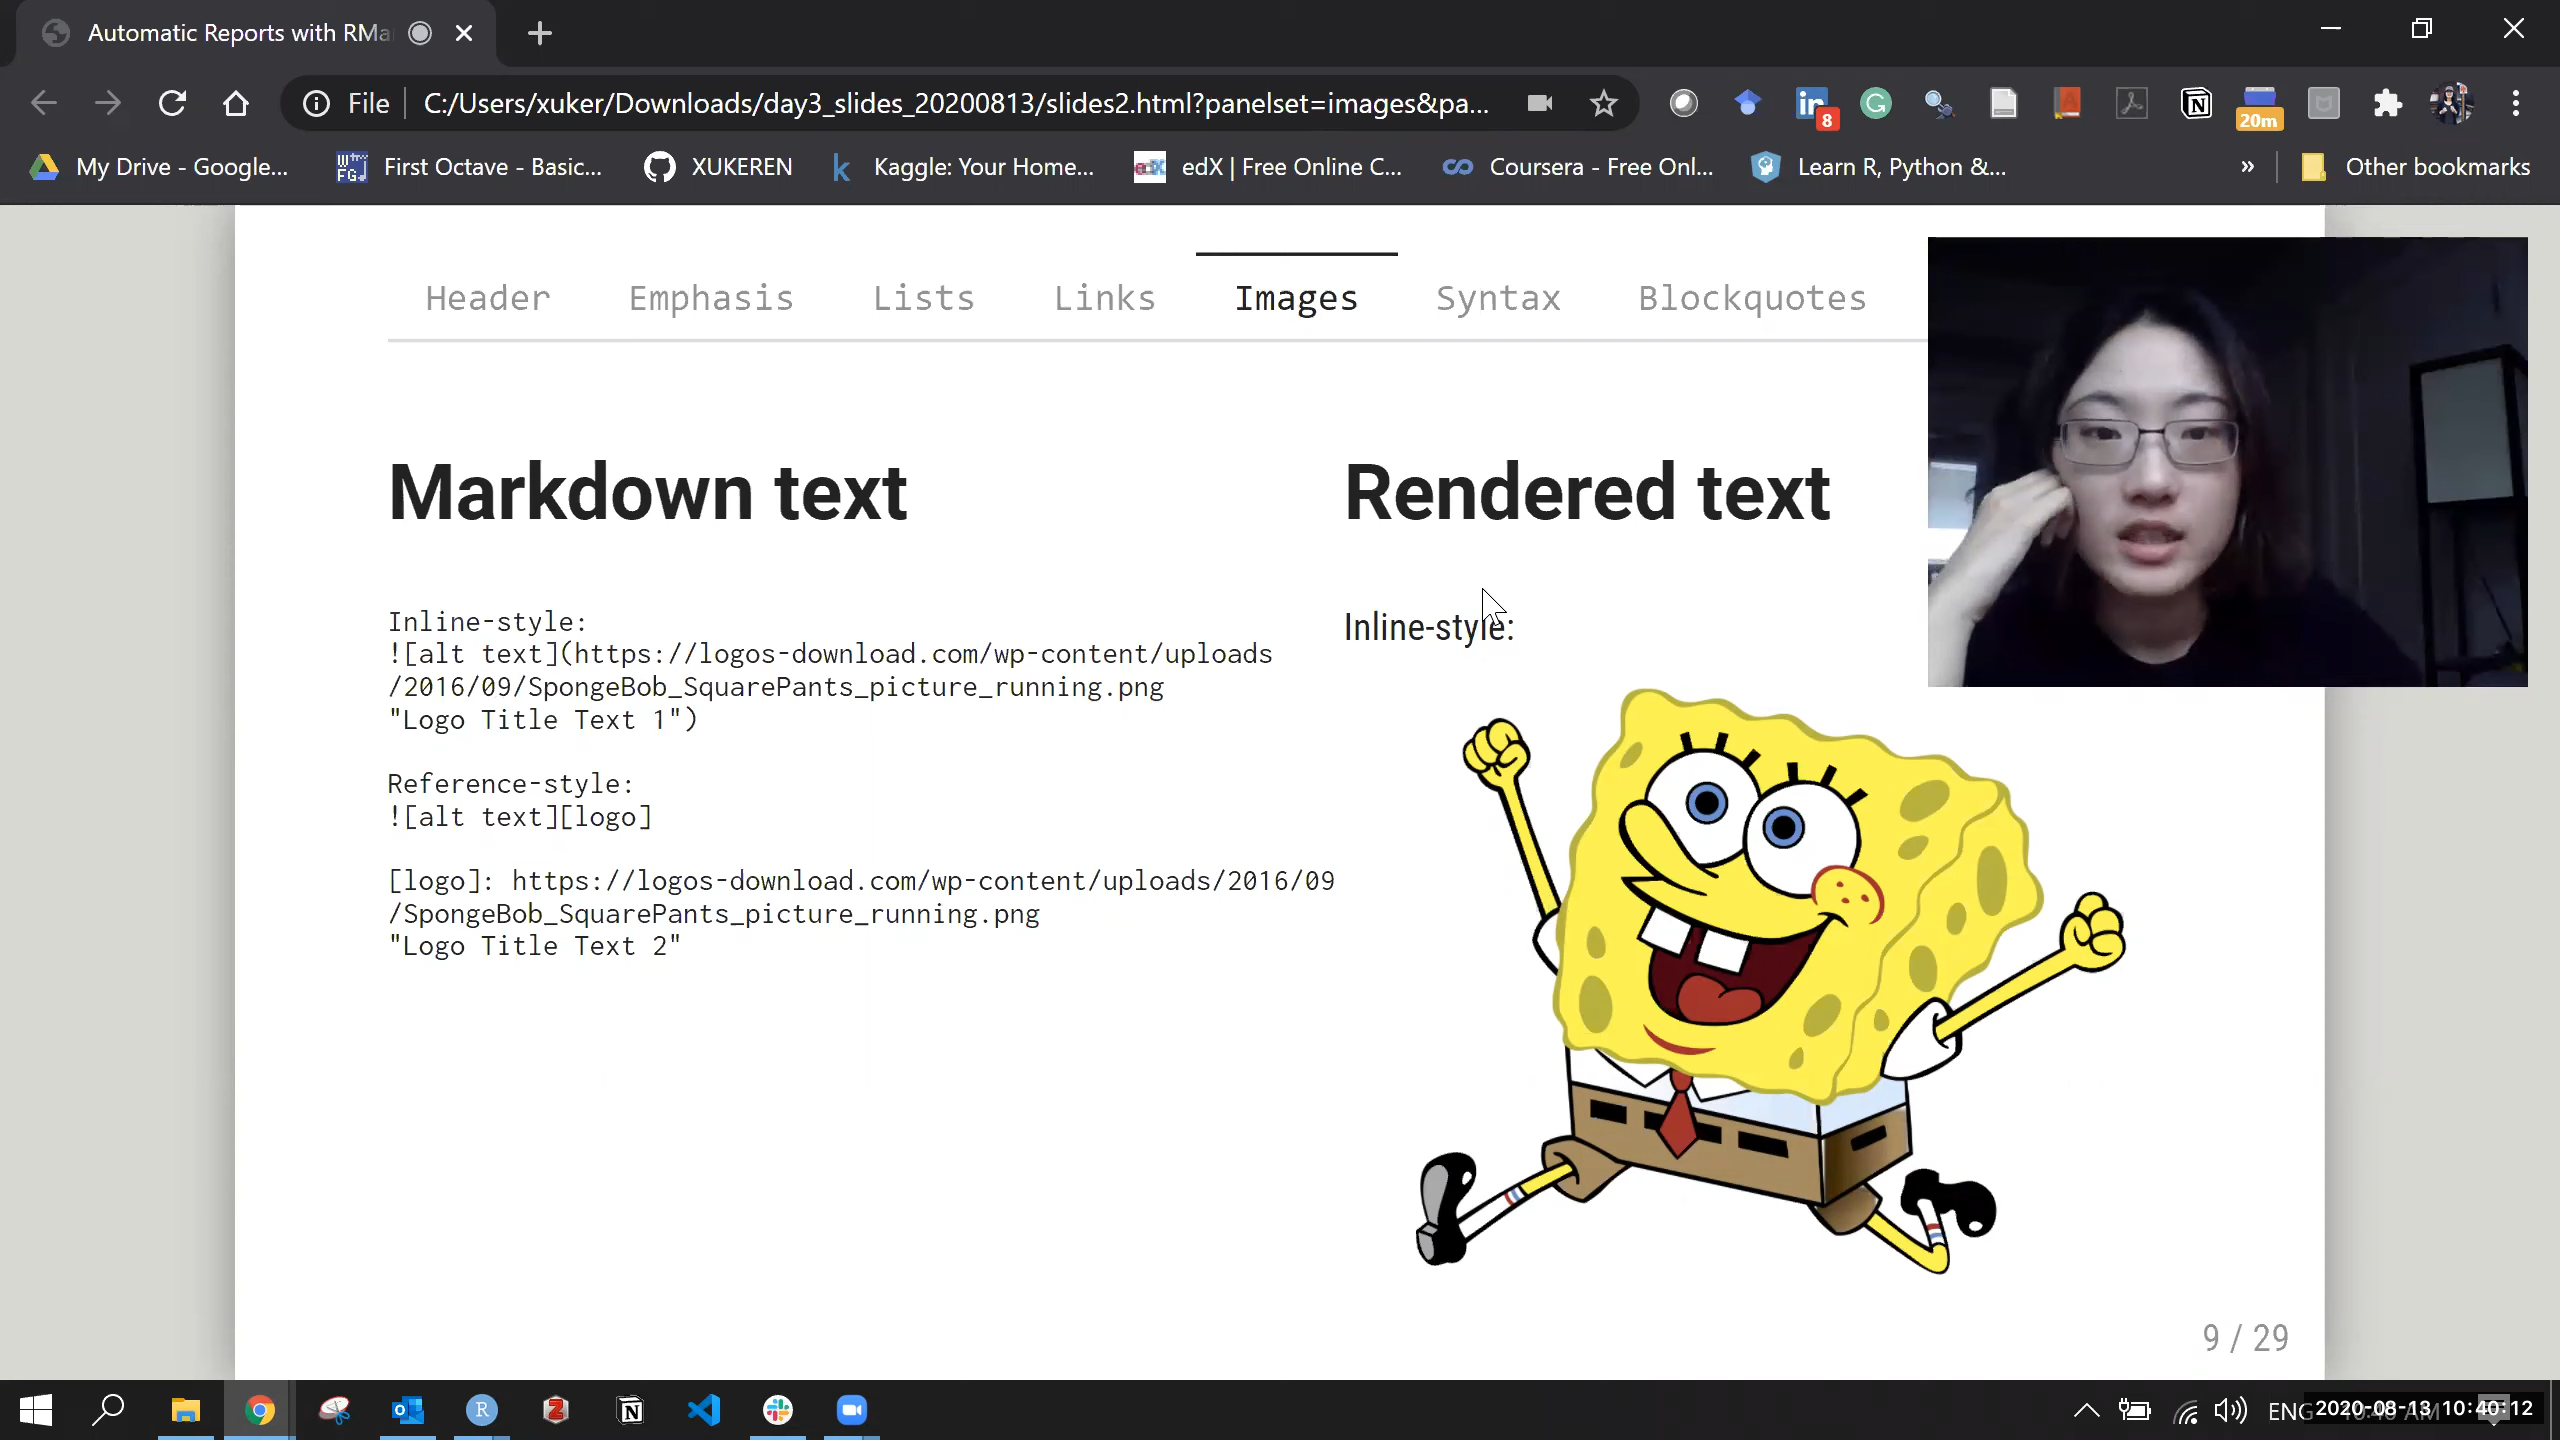 Automatic Reports with RMa
File C:/Users/xuker/Downloads/day3_slides_20200813/slides2.html?panelset=images&pa...
8
20m
My Drive - Google... First Octave - Basic... XUKEREN Kaggle: Your Home... edX | Free Online C... Coursera - Free Onl... Learn R, Python &... » Other bookmarks
Header Emphasis Lists Links Images Syntax Blockquotes
Markdown text
Inline-style:
![alt text](https://logos-download.com/wp-content/uploads
/2016/09/SpongeBob_SquarePants_picture_running.png
"Logo Title Text 1")
Reference-style:
![alt text][logo]
[logo]: https://logos-download.com/wp-content/uploads/2016/09
/SpongeBob_SquarePants_picture_running.png
"Logo Title Text 2"
Rendered text
Inline-style:
9 / 29
ENG 2020-08-13 10:40:12